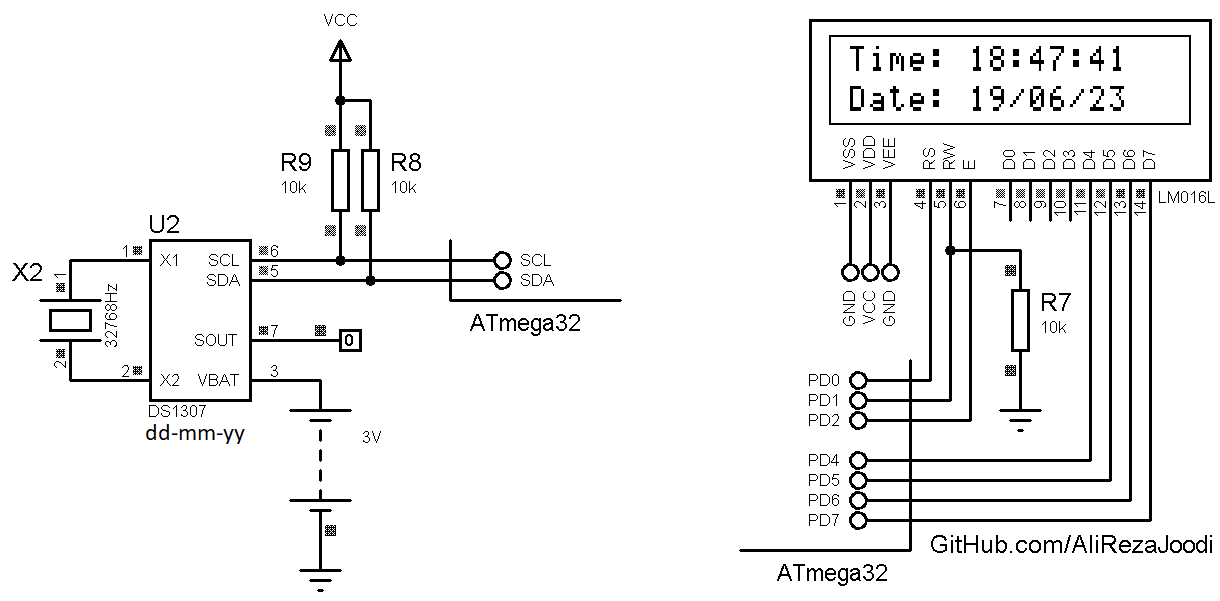 VCC
R9
10k
R8
10k
U2
X2
1
2
32768Hz
1
X1
2
X2
SCL
6
SDA
5
SOUT
7
0
VBAT
3
DS1307
dd-mm-yy
3V
SCL
SDA
ATmega32
Time: 18:47:41
Date: 19/06/23
VSS VDD VEE RS RW E D0 D1 D2 D3 D4 D5 D6 D7
1 2 3 4 5 6 7 8 9 10 11 12 13 14
LM016L
GND VCC GND
R7
10k
PD0
PD1
PD2
PD4
PD5
PD6
PD7
GitHub.com/AliRezaJoodi
ATmega32